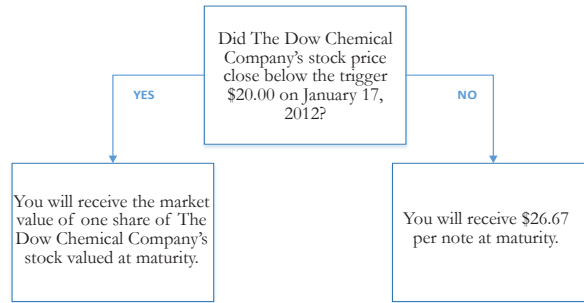 Did The Dow Chemical
Company's stock price
close below the trigger
$20.00 on January 17,
2012?
YES
NO
You will receive the market
value of one share of The
Dow Chemical Company's
stock valued at maturity.
You will receive $26.67
per note at maturity.